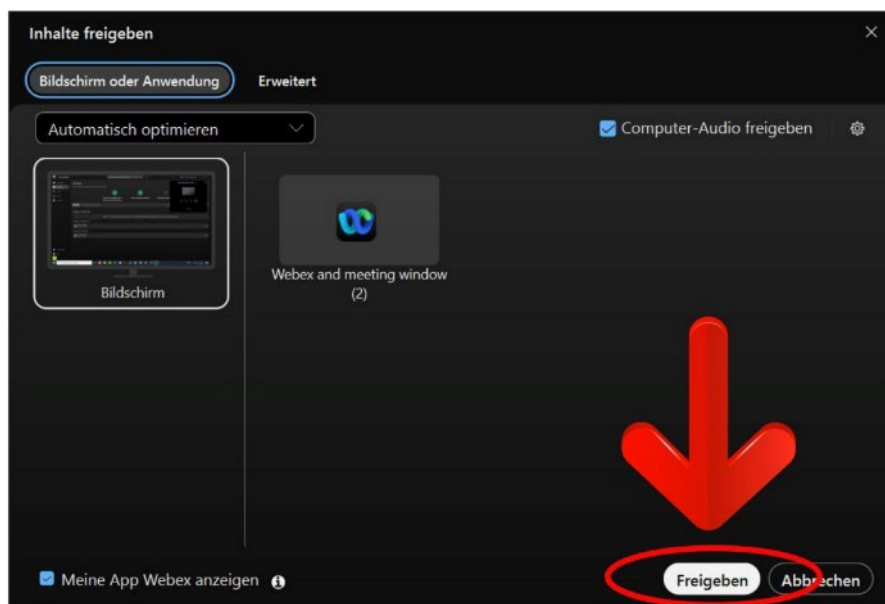 Inhalte freigeben
Bildschirm oder Anwendung
Erweitert
Automatisch optimieren
Computer-Audio freigeben
Bildschirm
Webex and meeting window
(2)
Meine App Webex anzeigen
Freigeben
Abbrechen